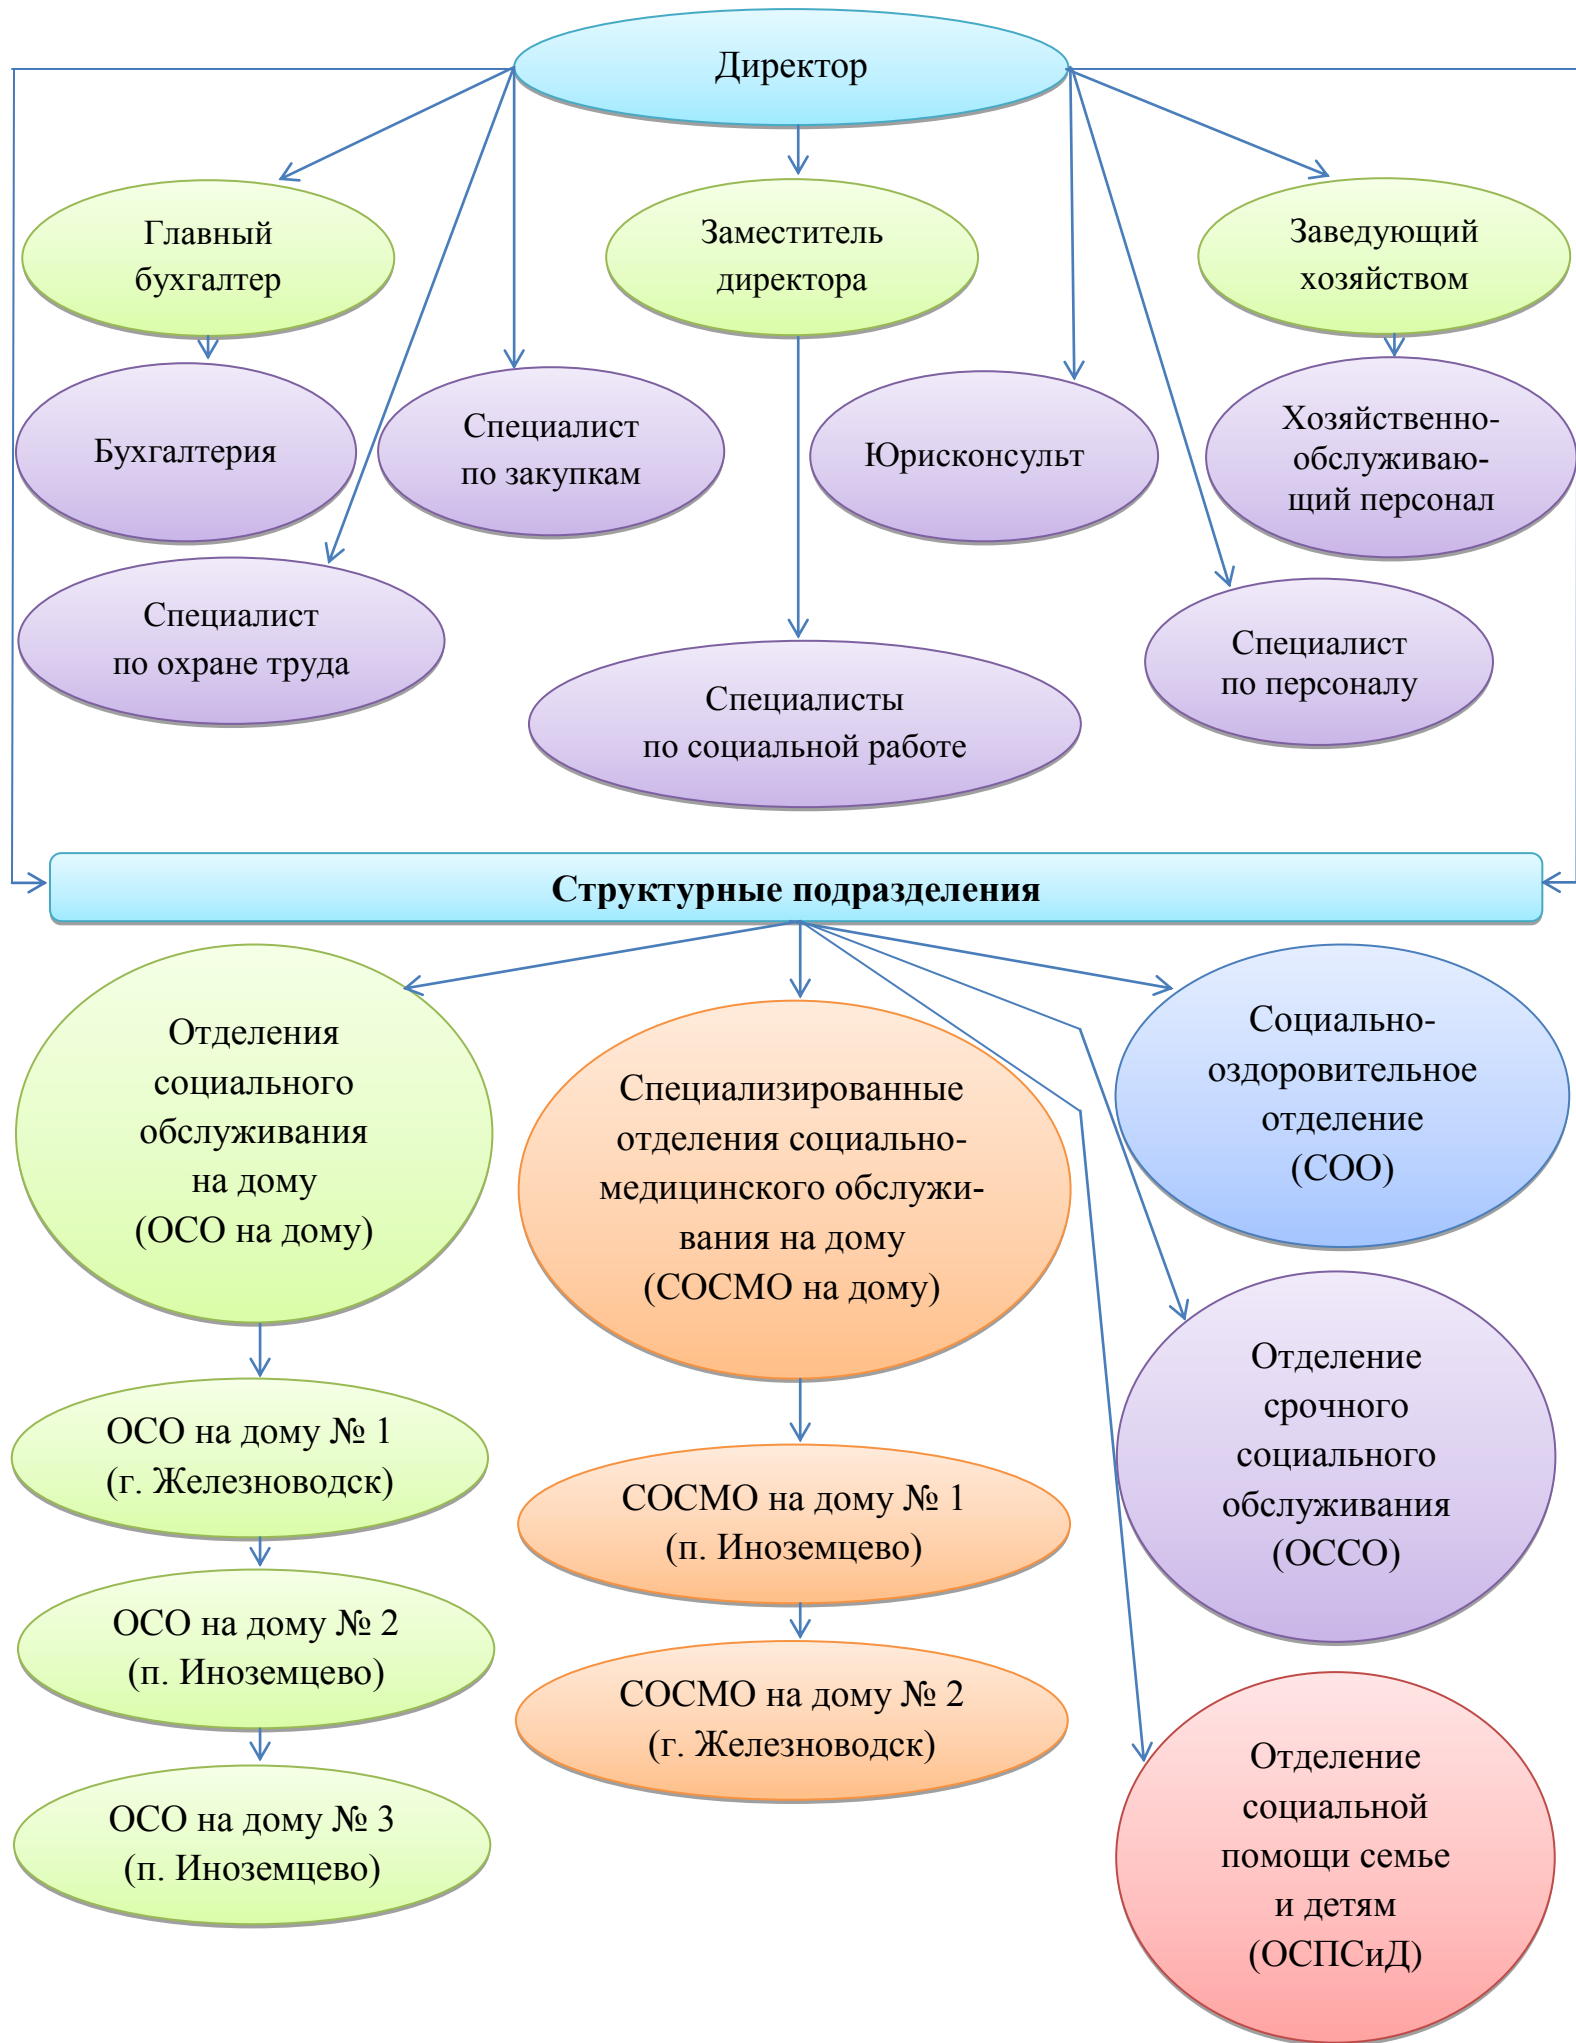 Директор
Главный
бухгалтер
Заместитель
директора
Заведующий
хозяйством
Бухгалтерия
Специалист
по закупкам
Юрисконсульт
Хозяйственно-
обслуживаю-
щий персонал
Специалист
по охране труда
Специалисты
по социальной работе
Специалист
по персоналу
Структурные подразделения
Отделения
социального
обслуживания
на дому
(ОСО на дому)
Специализированные
отделения социально-
медицинского обслужи-
вания на дому
(СОСМО на дому)
Социально-
оздоровительное
отделение
(СОО)
Отделение
срочного
социального
обслуживания
(ОССО)
ОСО на дому № 1
(г. Железноводск)
СОСМО на дому № 1
(п. Иноземцево)
ОСО на дому № 2
(п. Иноземцево)
СОСМО на дому № 2
(г. Железноводск)
ОСО на дому № 3
(п. Иноземцево)
Отделение
социальной
помощи семье
и детям
(ОСПСиД)